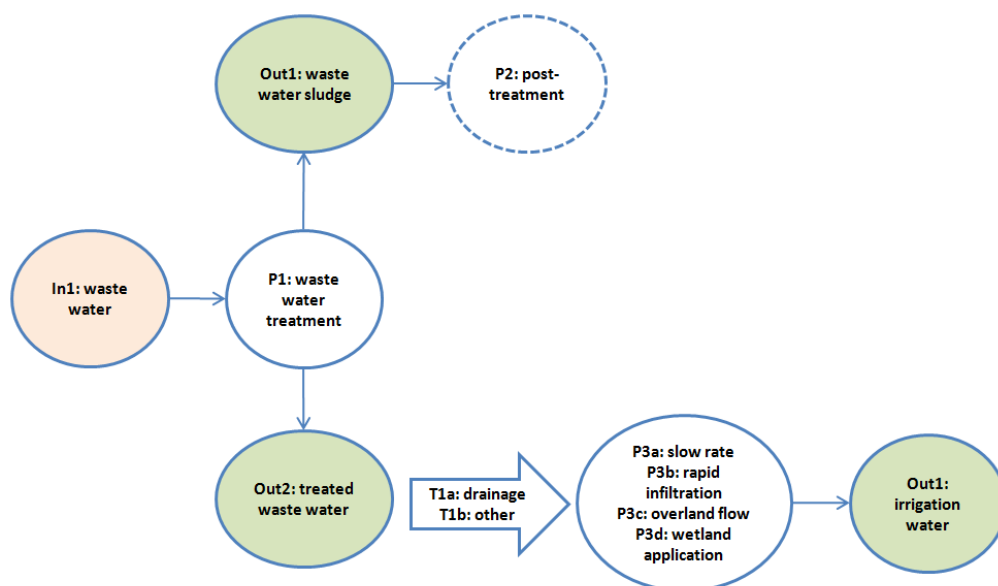 Out1: waste
water sludge
P2: post-
treatment
In1: waste
water
P1: waste
water
treatment
Out2: treated
waste water
T1a: drainage
T1b: other
P3a: slow rate
P3b: rapid
infiltration
P3c: overland flow
P3d: wetland
application
Out1:
irrigation
water